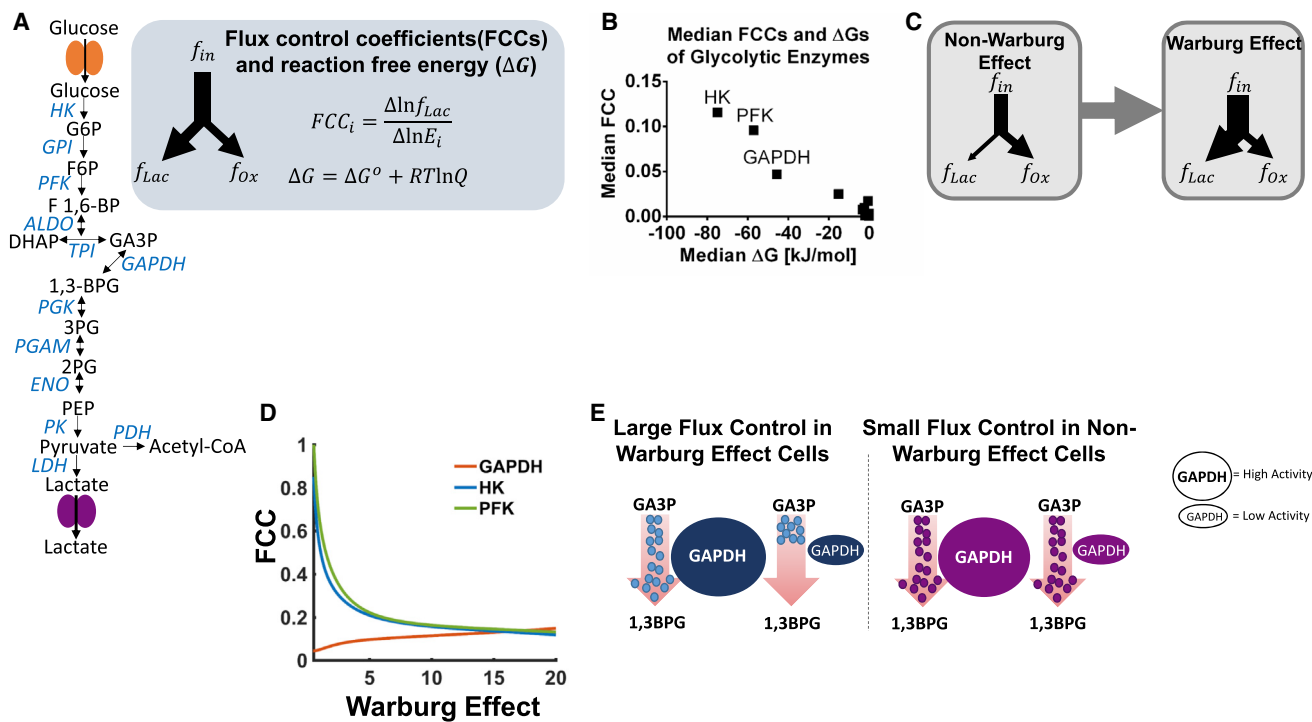 A
Glucose
Glucose
HK
G6P
GPI
F6P
PFK
F 1,6-BP
ALDO
DHAP
GA3P
TPI
GAPDH
1,3-BPG
PGK
3PG
PGAM
2PG
ENO
PEP
PK
PDH
Pyruvate
Acetyl-CoA
LDH
Lactate
Lactate
Flux control coefficients(FCCs)
and reaction free energy (ΔG)
f_in
f_Lac
f_Ox
FCC_i = Δlnf_Lac / ΔlnE_i
ΔG = ΔG^o + RTlnQ
B
Median FCCs and ΔGs
of Glycolytic Enzymes
Median FCC
0.15
0.10
0.05
0.00
HK
PFK
GAPDH
-100 -80 -60 -40 -20 0
Median ΔG [kJ/mol]
C
Non-Warburg
Effect
f_in
f_Lac
f_Ox
Warburg Effect
f_in
f_Lac
f_Ox
D
FCC
1
0.8
0.6
0.4
0.2
0
GAPDH
HK
PFK
5 10 15 20
Warburg Effect
E
Large Flux Control in
Warburg Effect Cells
GA3P
GAPDH
1,3BPG
GA3P
GAPDH
1,3BPG
Small Flux Control in Non-
Warburg Effect Cells
GA3P
GAPDH
1,3BPG
GA3P
GAPDH
1,3BPG
GAPDH = High Activity
GAPDH = Low Activity